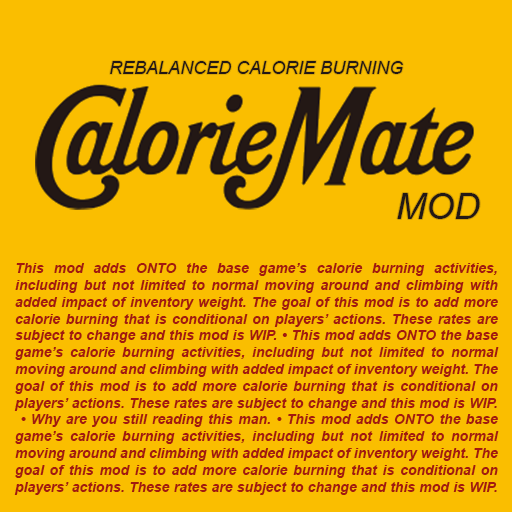 REBALANCED CALORIE BURNING
CalorieMate
MOD
This mod adds ONTO the base game’s calorie burning activities,
including but not limited to normal moving around and climbing with
added impact of inventory weight. The goal of this mod is to add more
calorie burning that is conditional on players’ actions. These rates are
subject to change and this mod is WIP. • This mod adds ONTO the base
game’s calorie burning activities, including but not limited to normal
moving around and climbing with added impact of inventory weight. The
goal of this mod is to add more calorie burning that is conditional on
players’ actions. These rates are subject to change and this mod is WIP.
• Why are you still reading this man. • This mod adds ONTO the base
game’s calorie burning activities, including but not limited to normal
moving around and climbing with added impact of inventory weight. The
goal of this mod is to add more calorie burning that is conditional on
players’ actions. These rates are subject to change and this mod is WIP.